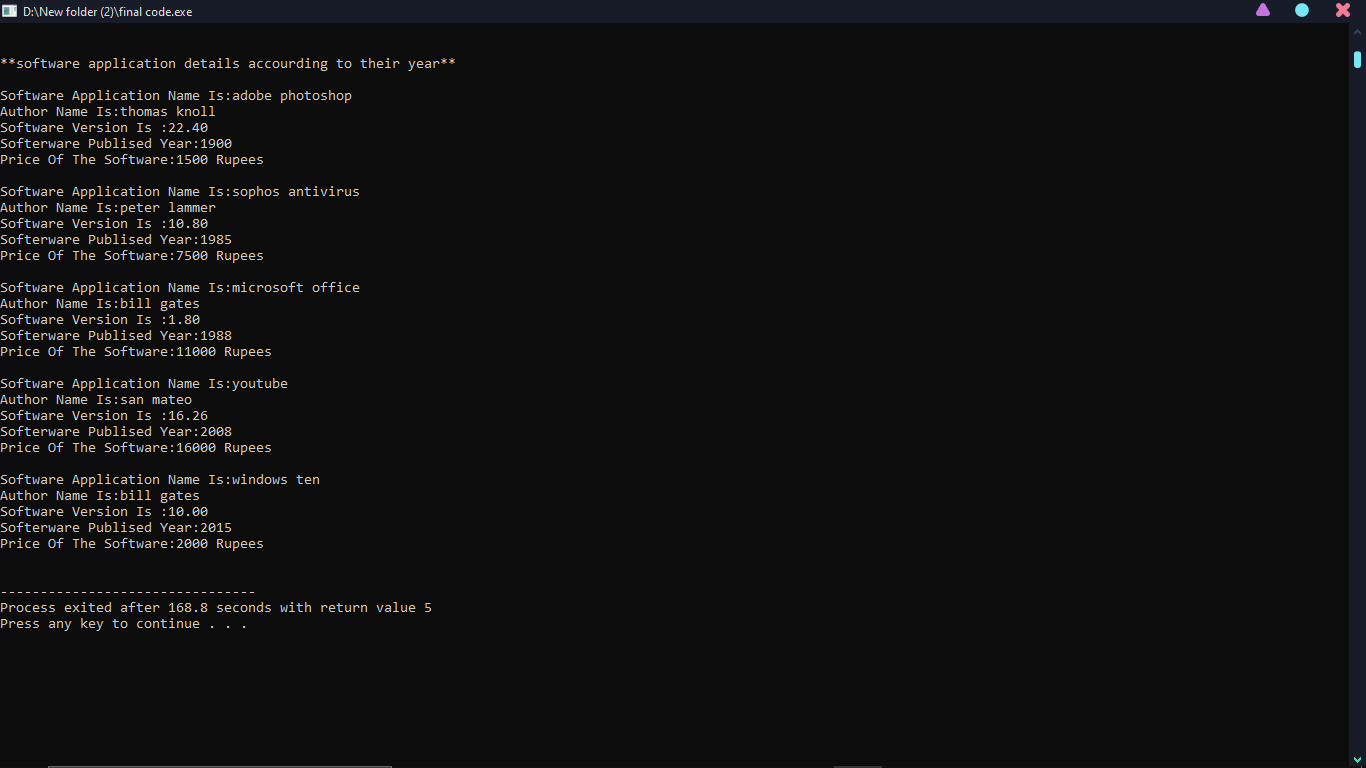 D:\New folder (2)\final code.exe
**software application details accourding to their year**
Software Application Name Is:adobe photoshop
Author Name Is:thomas knoll
Software Version Is :22.40
Softerware Publised Year:1900
Price Of The Software:1500 Rupees
Software Application Name Is:sophos antivirus
Author Name Is:peter lammer
Software Version Is :10.80
Softerware Publised Year:1985
Price Of The Software:7500 Rupees
Software Application Name Is:microsoft office
Author Name Is:bill gates
Software Version Is :1.80
Softerware Publised Year:1988
Price Of The Software:11000 Rupees
Software Application Name Is:youtube
Author Name Is:san mateo
Software Version Is :16.26
Softerware Publised Year:2008
Price Of The Software:16000 Rupees
Software Application Name Is:windows ten
Author Name Is:bill gates
Software Version Is :10.00
Softerware Publised Year:2015
Price Of The Software:2000 Rupees
--------------------------------
Process exited after 168.8 seconds with return value 5
Press any key to continue . . .